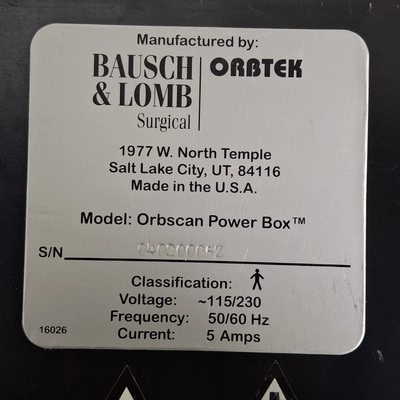 Manufactured by:
BAUSCH & LOMB Surgical
ORBTEK
1977 W. North Temple
Salt Lake City, UT, 84116
Made in the U.S.A.
Model: Orbscan Power Box™
S/N
Classification:
Voltage: ~115/230
Frequency: 50/60 Hz
Current: 5 Amps
16026